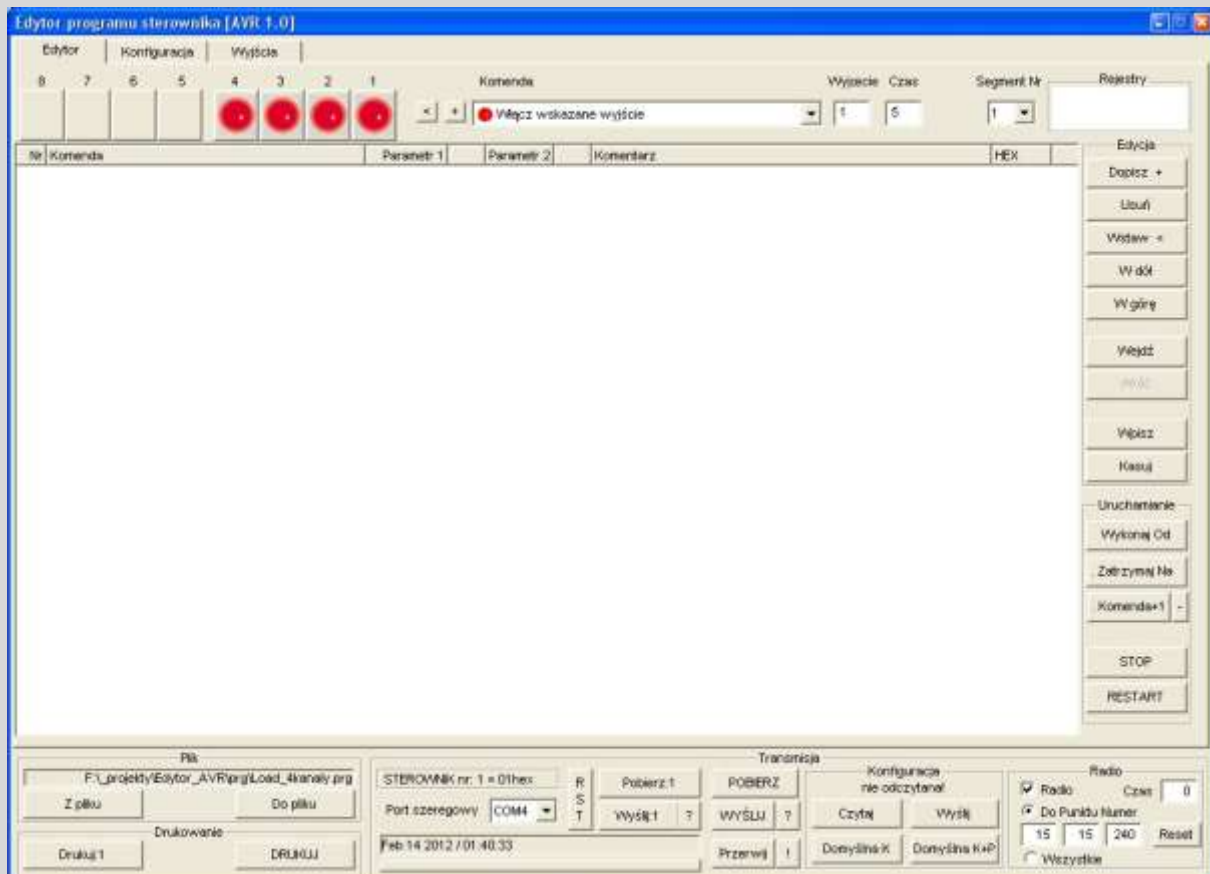 Edytor programu sterownika [AVR 1.0]
Edytor Konfiguracja Wyjścia
8 7 6 5 4 3 2 1 Komenda Wyjście Czas Segment Nr Rejestry
< + Włącz wskazane wyjście 1 5 1
Nr Komenda Parametr 1 Parametr 2 Komentarz HEX
Edycja
Dopisz +
Usuń
Wstaw <
W dół
W górę
Wejdź
Wróć
Wpisz
Kasuj
Uruchamianie
Wykonaj Od
Zatrzymaj Na
Komenda+1 -
STOP
RESTART
Plik
F:\_projekty\Edytor_AVR\prg\Load_4kanaly.prg
Z pliku Do pliku
Drukowanie
Drukuj:1 DRUKUJ
Transmisja
STEROWNIK nr: 1 = 01hex
Port szeregowy COM4
Feb 14 2012 / 01:40:33
RST
Pobierz:1 POBIERZ
Wyślij:1 ? WYŚLIJ ?
Przerwij !
Konfiguracja
nie odczytana!
Czytaj Wyślij
Domyślna K Domyślna K+P
Radio
Radio Czas 0
Do Punktu Numer
15 15 240 Reset
Wszystkie